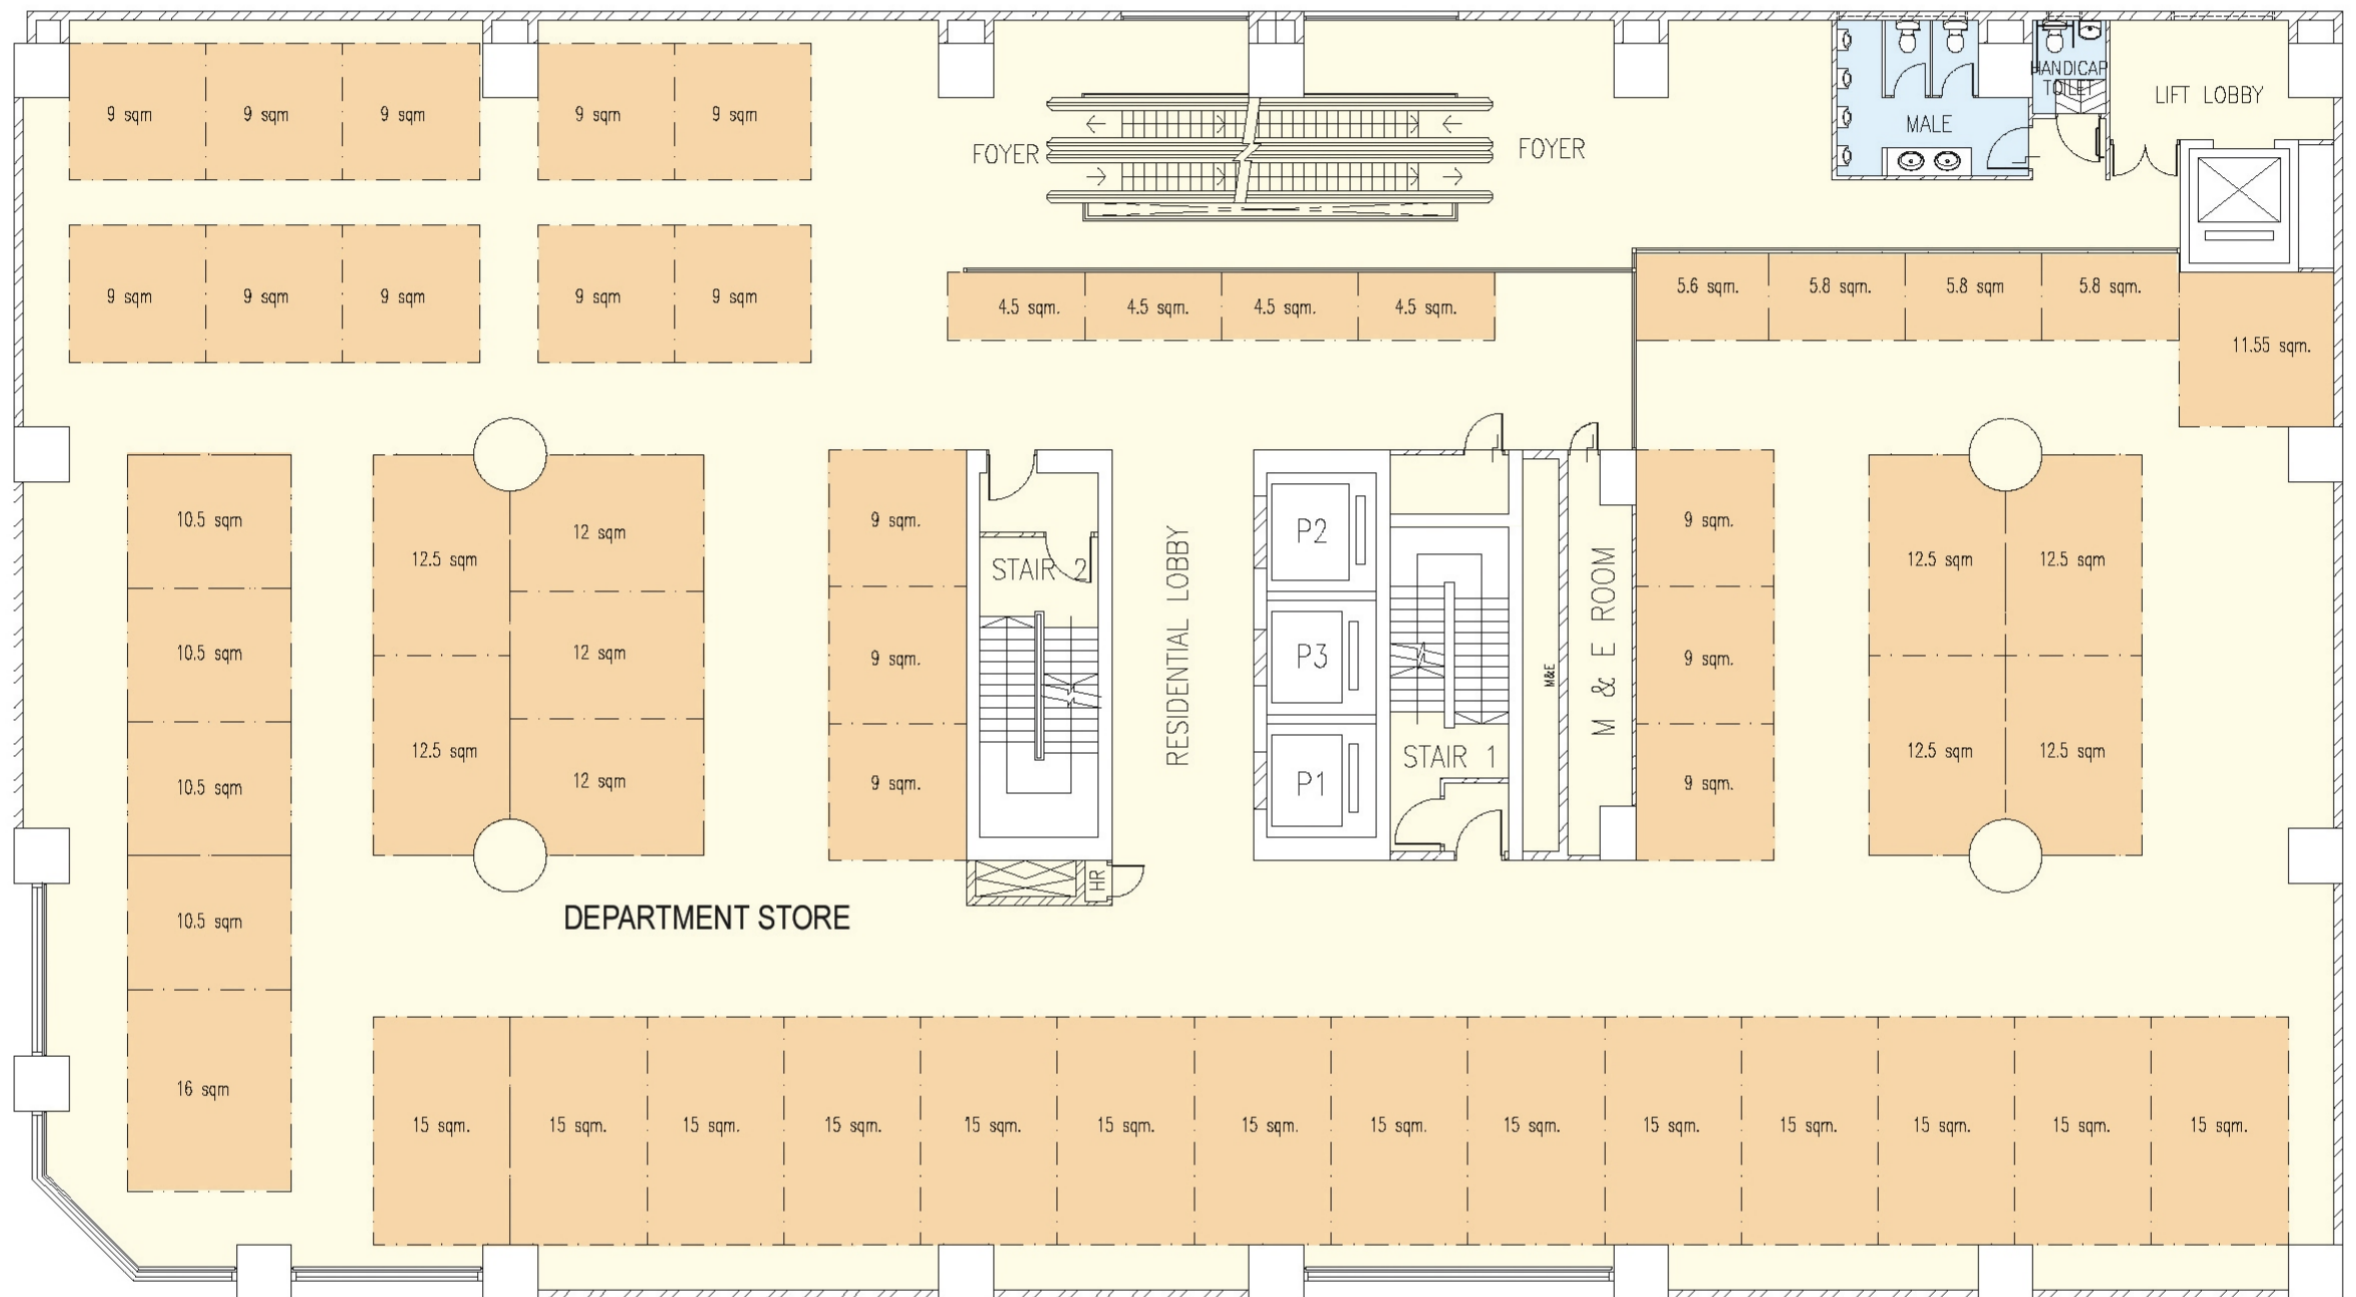 HANDICAP
TOILET
LIFT LOBBY
MALE
9 sqm
9 sqm
9 sqm
9 sqm
9 sqm
FOYER
FOYER
9 sqm
9 sqm
9 sqm
9 sqm
9 sqm
4.5 sqm.
4.5 sqm.
4.5 sqm.
4.5 sqm.
5.6 sqm.
5.8 sqm.
5.8 sqm
5.8 sqm.
11.55 sqm.
10.5 sqm
10.5 sqm
10.5 sqm
10.5 sqm
16 sqm
12.5 sqm
12.5 sqm
12 sqm
12 sqm
12 sqm
9 sqm.
9 sqm.
9 sqm.
STAIR 2
HR
RESIDENTIAL LOBBY
P2
P3
P1
STAIR 1
M&E
M & E ROOM
9 sqm.
9 sqm.
9 sqm.
12.5 sqm
12.5 sqm
12.5 sqm
12.5 sqm
DEPARTMENT STORE
15 sqm.
15 sqm.
15 sqm.
15 sqm.
15 sqm.
15 sqm.
15 sqm.
15 sqm.
15 sqm.
15 sqm.
15 sqm.
15 sqm.
15 sqm.
15 sqm.